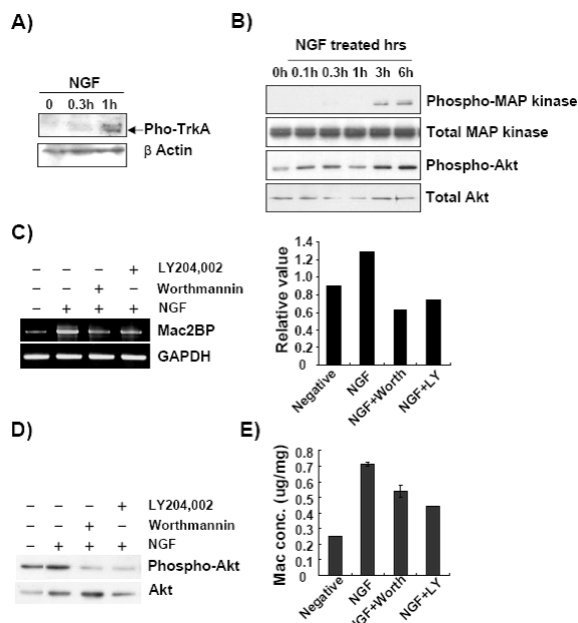 A)
NGF
0 0.3h 1h
Pho-TrkA
β Actin
B)
NGF treated hrs
0h 0.1h 0.3h 1h 3h 6h
Phospho-MAP kinase
Total MAP kinase
Phospho-Akt
Total Akt
C)
– – – + LY204,002
– – + – Worthmannin
– + + + NGF
Mac2BP
GAPDH
Relative value
1.4
1.2
1.0
0.8
0.6
0.4
0.2
0
Negative
NGF
NGF+Worth
NGF+LY
D)
– – – + LY204,002
– – + – Worthmannin
– + + + NGF
Phospho-Akt
Akt
E)
Mac conc. (ug/mg)
0.8
0.7
0.6
0.5
0.4
0.3
0.2
0.1
0
Negative
NGF
NGF+Worth
NGF+LY